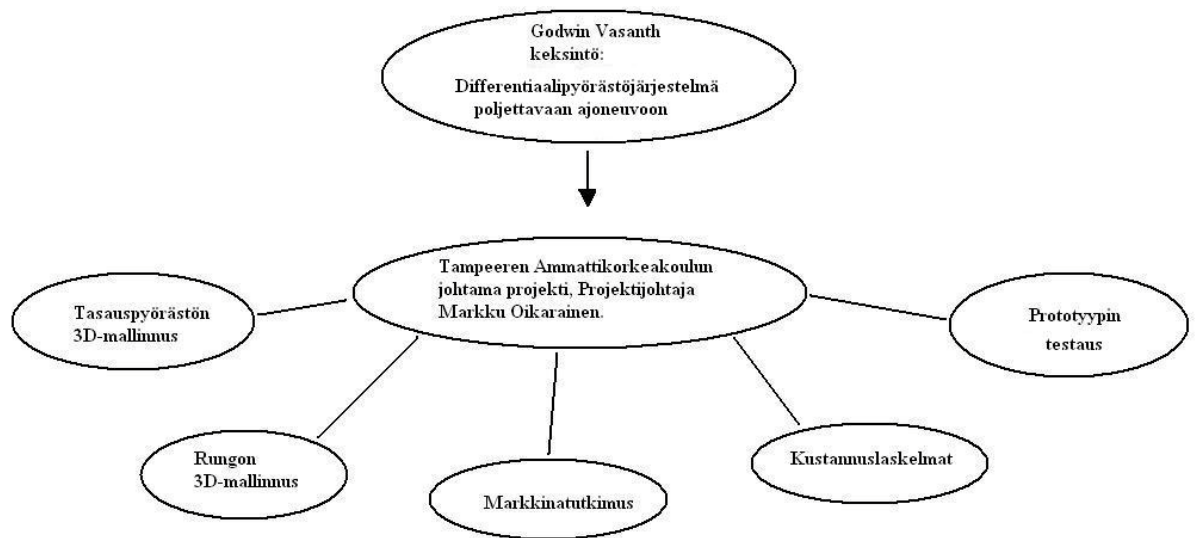 Godwin Vasanth
keksintö:
Differentiaalipyörästöjärjestelmä
poljettavaan ajoneuvoon
Tampeeren Ammattikorkeakoulun
johtama projekti, Projektijohtaja
Markku Oikarainen.
Tasauspyörästön
3D-mallinnus
Prototyypin
testaus
Rungon
3D-mallinnus
Markkinatutkimus
Kustannuslaskelmat